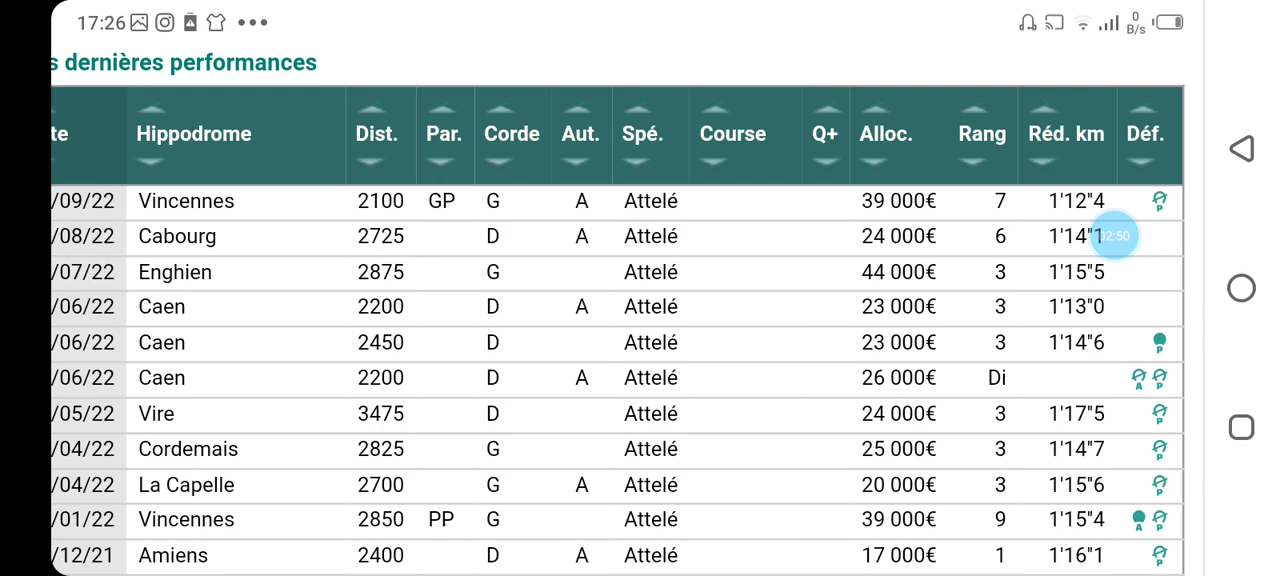 17:26 0 B/s
s dernières performances
te Hippodrome Dist. Par. Corde Aut. Spé. Course Q+ Alloc. Rang Réd. km Déf.
/09/22 Vincennes 2100 GP G A Attelé 39 000€ 7 1'12"4 P
/08/22 Cabourg 2725 D A Attelé 24 000€ 6 1'14"1 02:50
/07/22 Enghien 2875 G Attelé 44 000€ 3 1'15"5
/06/22 Caen 2200 D A Attelé 23 000€ 3 1'13"0
/06/22 Caen 2450 D Attelé 23 000€ 3 1'14"6 P
/06/22 Caen 2200 D A Attelé 26 000€ Di A P
/05/22 Vire 3475 D Attelé 24 000€ 3 1'17"5 P
/04/22 Cordemais 2825 G Attelé 25 000€ 3 1'14"7 P
/04/22 La Capelle 2700 G A Attelé 20 000€ 3 1'15"6 P
/01/22 Vincennes 2850 PP G Attelé 39 000€ 9 1'15"4 A P
/12/21 Amiens 2400 D A Attelé 17 000€ 1 1'16"1 P